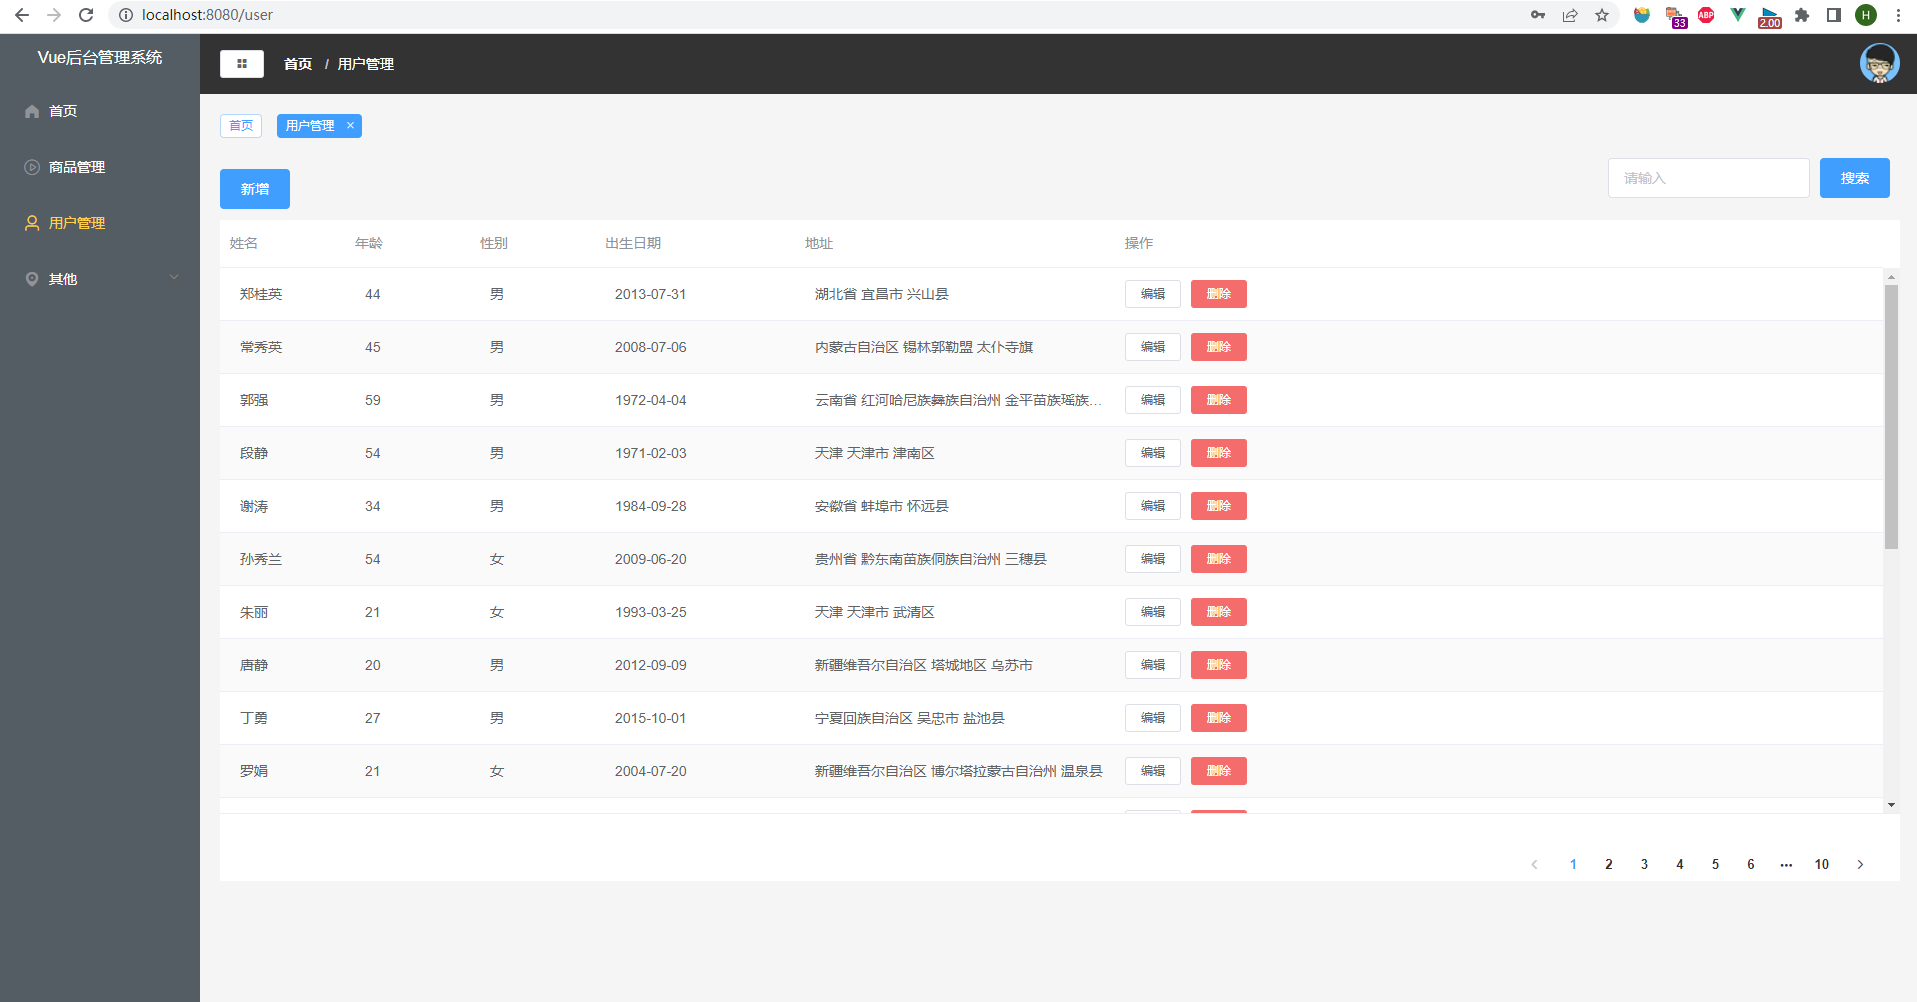 localhost:8080/user
33
ABP
2.00
H
Vue后台管理系统
首页 / 用户管理
首页
商品管理
用户管理
其他
首页 用户管理 ×
新增
请输入 搜索
姓名 年龄 性别 出生日期 地址 操作
郑桂英 44 男 2013-07-31 湖北省 宜昌市 兴山县 编辑 删除
常秀英 45 男 2008-07-06 内蒙古自治区 锡林郭勒盟 太仆寺旗 编辑 删除
郭强 59 男 1972-04-04 云南省 红河哈尼族彝族自治州 金平苗族瑶族… 编辑 删除
段静 54 男 1971-02-03 天津 天津市 津南区 编辑 删除
谢涛 34 男 1984-09-28 安徽省 蚌埠市 怀远县 编辑 删除
孙秀兰 54 女 2009-06-20 贵州省 黔东南苗族侗族自治州 三穗县 编辑 删除
朱丽 21 女 1993-03-25 天津 天津市 武清区 编辑 删除
唐静 20 男 2012-09-09 新疆维吾尔自治区 塔城地区 乌苏市 编辑 删除
丁勇 27 男 2015-10-01 宁夏回族自治区 吴忠市 盐池县 编辑 删除
罗娟 21 女 2004-07-20 新疆维吾尔自治区 博尔塔拉蒙古自治州 温泉县 编辑 删除
1 2 3 4 5 6 ••• 10